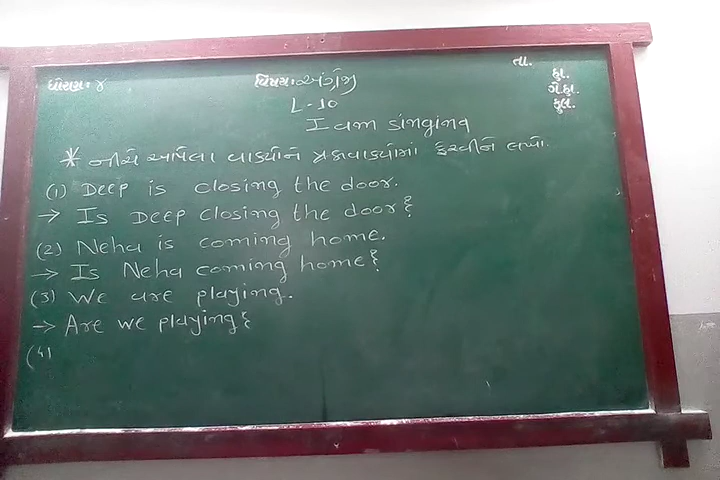 તા.
ધોરણ: ૪ વિષય: અંગ્રેજી હા.
L-10 ગે.હા.
I am singing કુલ.
* નીચે આપેલા વાક્યોને પ્રશ્નવાક્યોમાં ફેરવીને લખો.
(1) Deep is closing the door.
→ Is Deep closing the door?
(2) Neha is coming home.
→ Is Neha coming home?
(3) We are playing.
→ Are we playing?
(4)